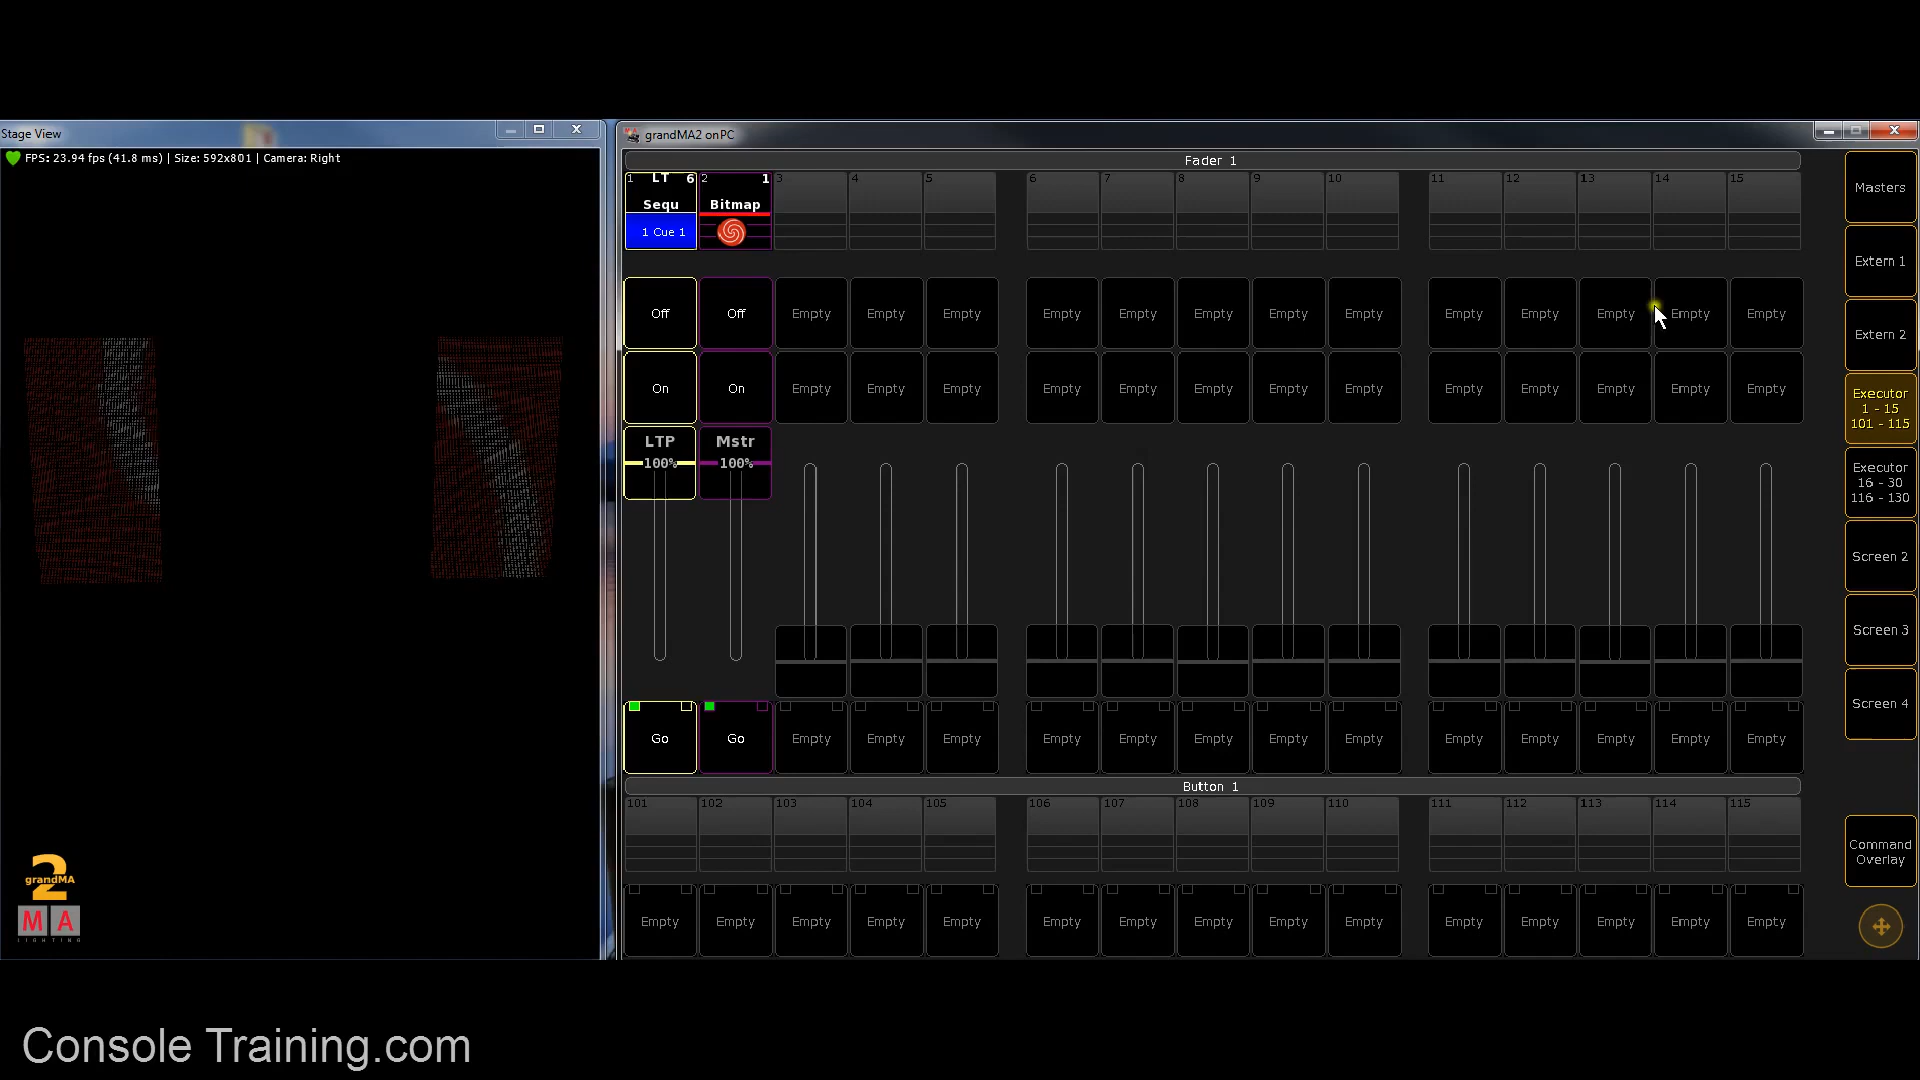 Stage View
FPS: 23.94 fps (41.8 ms) | Size: 592x801 | Camera: Right
grandMA2 onPC
Fader 1
1 LT 6 2 1 3 4 5 6 7 8 9 10 11 12 13 14 15
Sequ Bitmap
1 Cue 1
Off Off Empty Empty Empty Empty Empty Empty Empty Empty Empty Empty Empty Empty Empty
On On Empty Empty Empty Empty Empty Empty Empty Empty Empty Empty Empty Empty Empty
LTP Mstr
100% 100%
Go Go Empty Empty Empty Empty Empty Empty Empty Empty Empty Empty Empty Empty Empty
Button 1
101 102 103 104 105 106 107 108 109 110 111 112 113 114 115
Empty Empty Empty Empty Empty Empty Empty Empty Empty Empty Empty Empty Empty Empty Empty
Masters
Extern 1
Extern 2
Executor
1 - 15
101 - 115
Executor
16 - 30
116 - 130
Screen 2
Screen 3
Screen 4
Command
Overlay
2
grandMA
MA
LIGHTING
Console Training.com